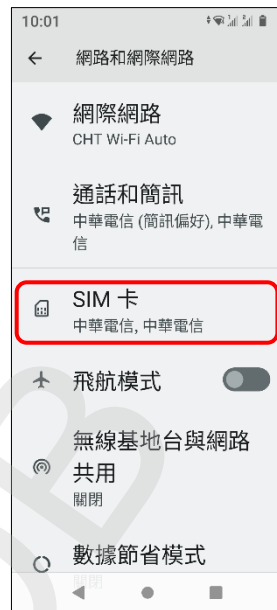 10:01
網路和網際網路
網際網路
CHT Wi-Fi Auto
通話和簡訊
中華電信 (簡訊偏好), 中華電
信
SIM 卡
中華電信, 中華電信
飛航模式
無線基地台與網路
共用
關閉
數據節省模式
關閉